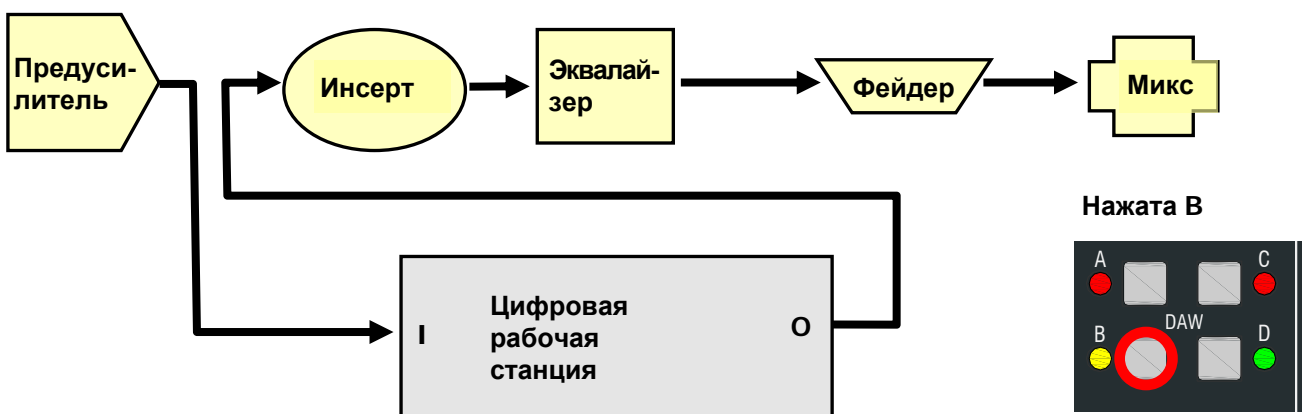 Предуси-
литель
Инсерт
Эквалай-
зер
Фейдер
Микс
Нажата B
I
Цифровая
рабочая
станция
O
A
C
DAW
B
D